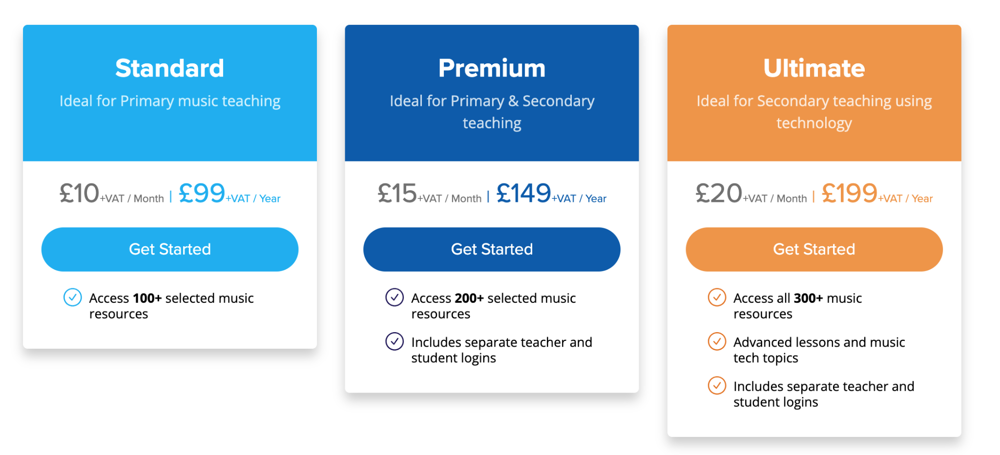 Standard
Ideal for Primary music teaching
£10+VAT / Month | £99+VAT / Year
Get Started
Access 100+ selected music
resources
Premium
Ideal for Primary & Secondary
teaching
£15+VAT / Month | £149+VAT / Year
Get Started
Access 200+ selected music
resources
Includes separate teacher and
student logins
Ultimate
Ideal for Secondary teaching using
technology
£20+VAT / Month | £199+VAT / Year
Get Started
Access all 300+ music
resources
Advanced lessons and music
tech topics
Includes separate teacher and
student logins